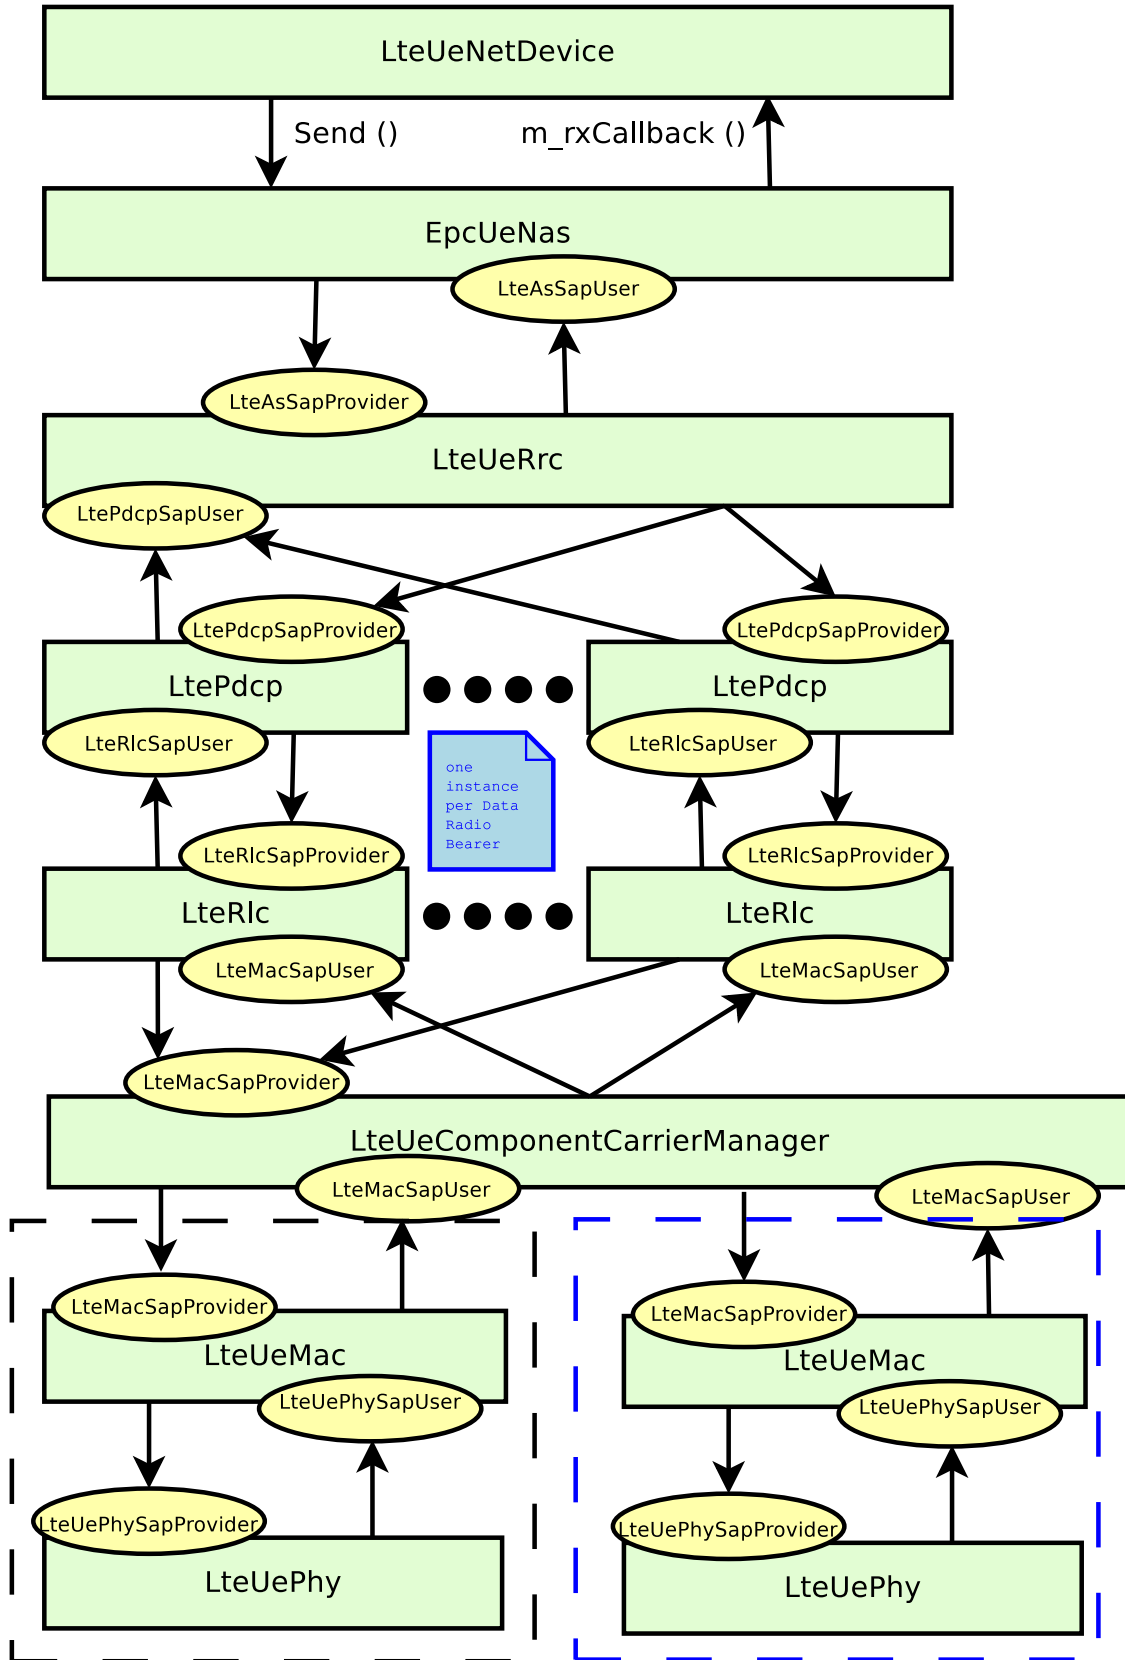 LteUeNetDevice
Send ()
m_rxCallback ()
EpcUeNas
LteAsSapUser
LteAsSapProvider
LteUeRrc
LtePdcpSapUser
LtePdcpSapProvider
LtePdcpSapProvider
LtePdcp
LtePdcp
LteRlcSapUser
LteRlcSapUser
one
instance
per Data
Radio
Bearer
LteRlcSapProvider
LteRlcSapProvider
LteRlc
LteRlc
LteMacSapUser
LteMacSapUser
LteMacSapProvider
LteUeComponentCarrierManager
LteMacSapUser
LteMacSapUser
LteMacSapProvider
LteMacSapProvider
LteUeMac
LteUeMac
LteUePhySapUser
LteUePhySapUser
LteUePhySapProvider
LteUePhySapProvider
LteUePhy
LteUePhy